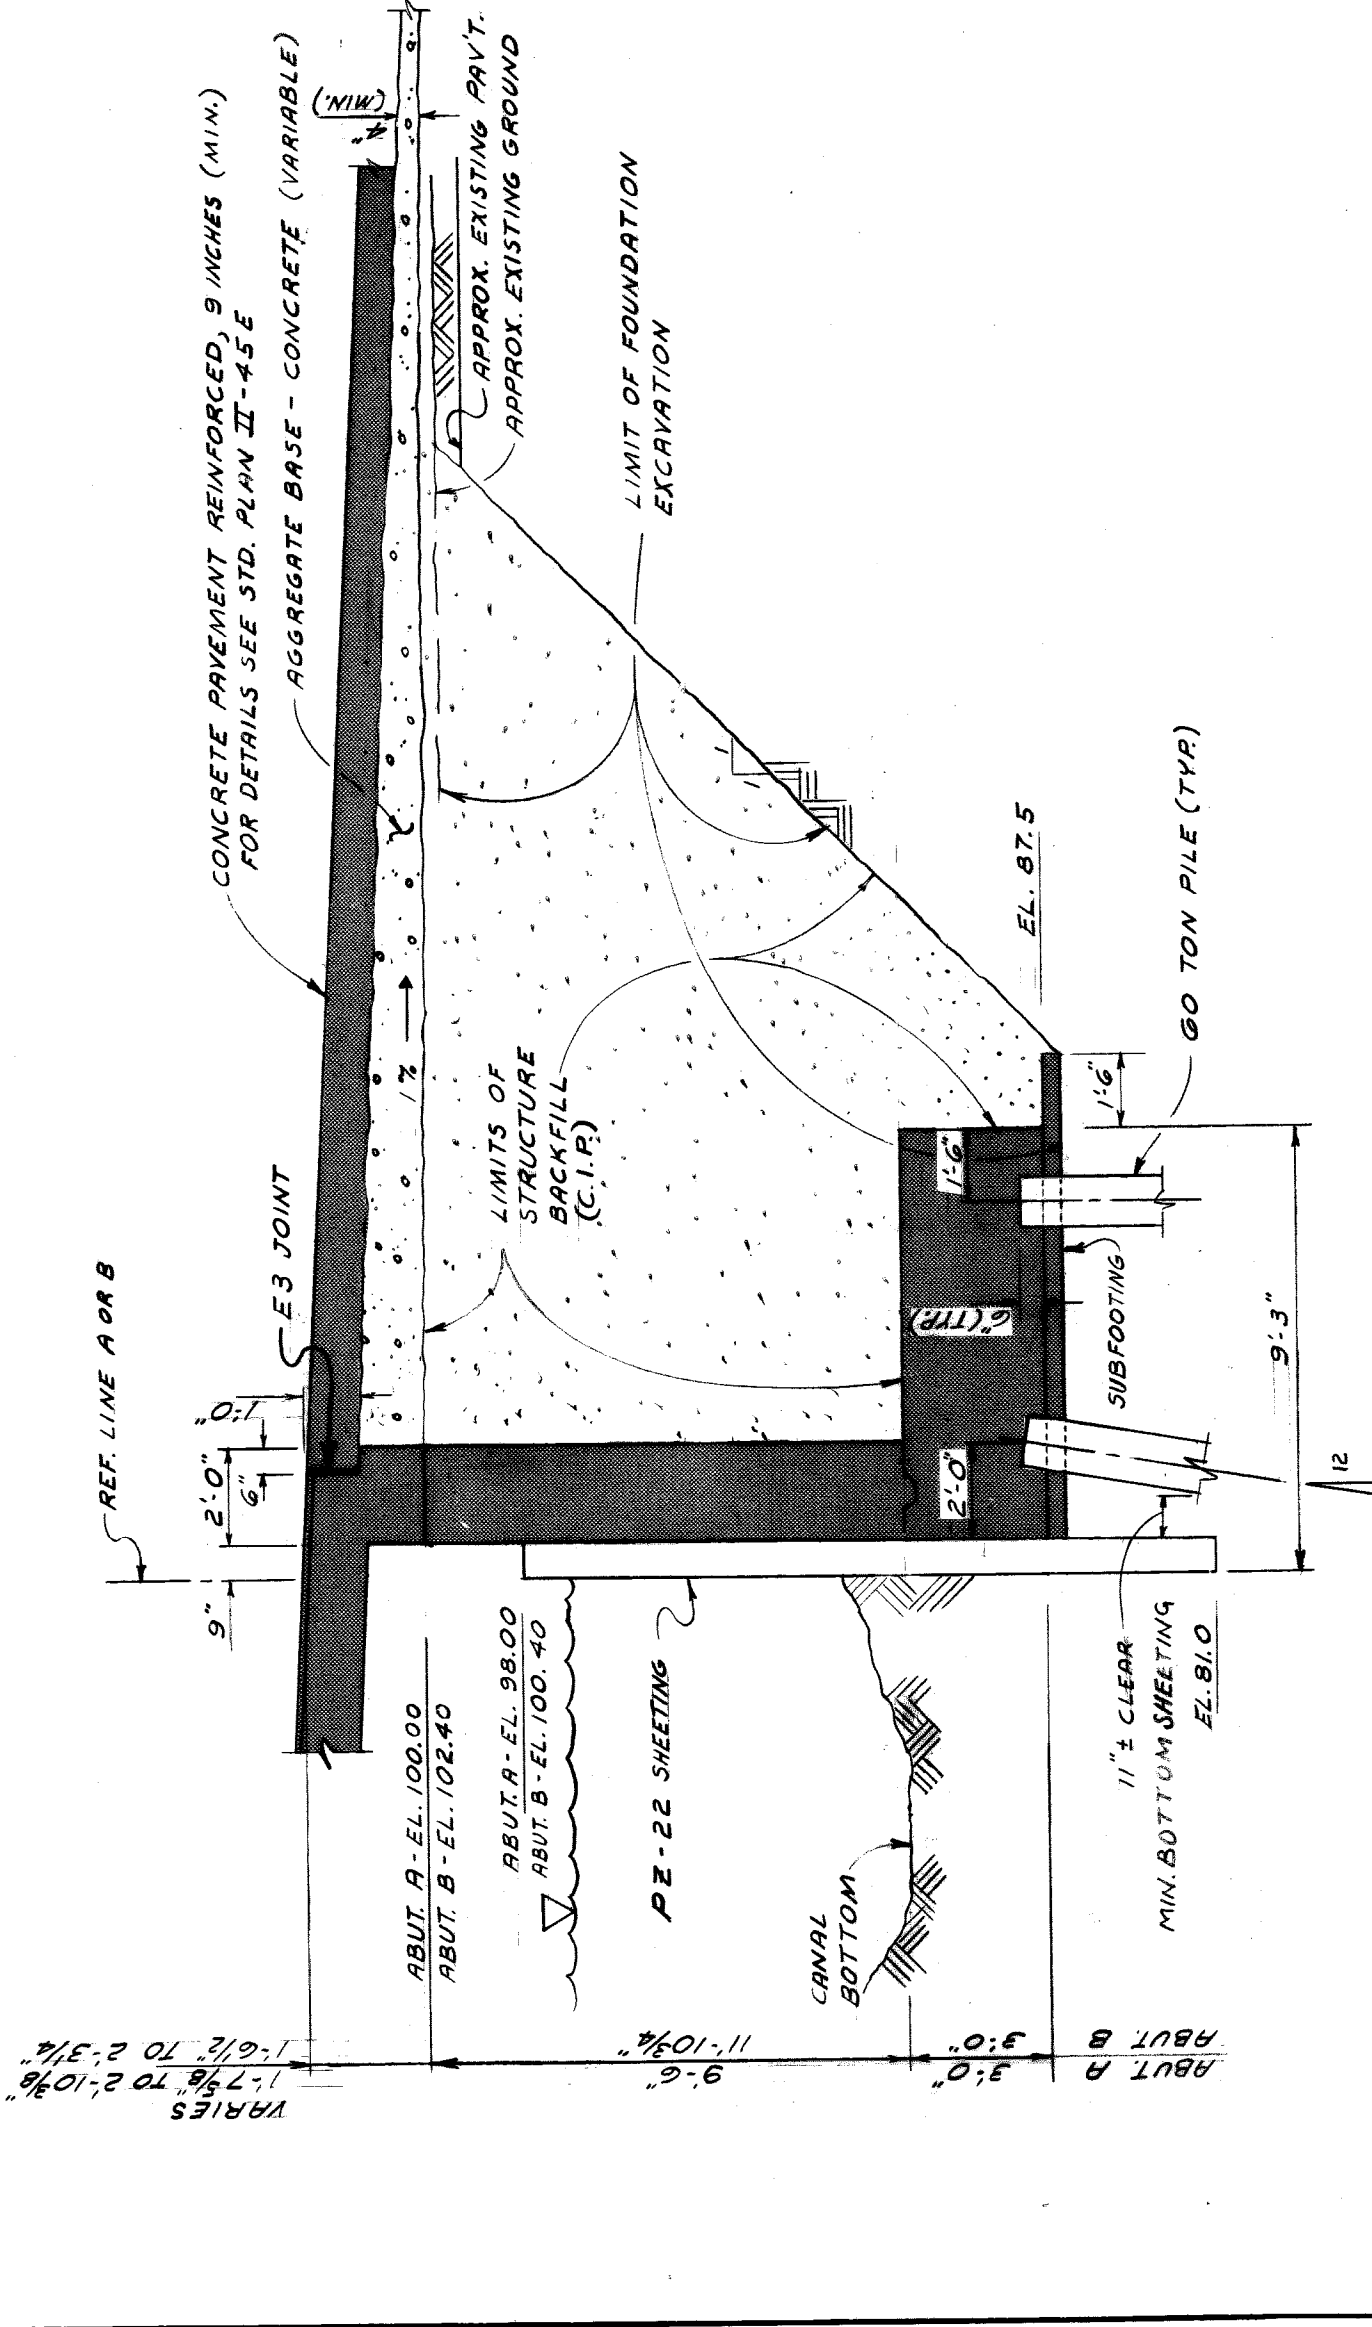 CONCRETE PAVEMENT REINFORCED, 9 INCHES (MIN.)
FOR DETAILS SEE STD. PLAN II-45E
AGGREGATE BASE - CONCRETE (VARIABLE)
4"
(MIN.)
APPROX. EXISTING PAV'T.
APPROX. EXISTING GROUND
LIMIT OF FOUNDATION
EXCAVATION
REF. LINE A OR B
E3 JOINT
9"
2'-0"
6"
1'-0"
1%
LIMITS OF
STRUCTURE
BACKFILL
(C.I.P.)
1
1
EL. 87.5
60 TON PILE (TYP.)
1'-6"
1'-6"
6" (TYP.)
2'-0"
SUBFOOTING
9'-3"
12
11" ± CLEAR
MIN. BOTTOM SHEETING
EL. 81.0
ABUT. A - EL. 100.00
ABUT. B - EL. 102.40
ABUT. A - EL. 98.00
ABUT. B - EL. 100.40
PZ-22 SHEETING
CANAL
BOTTOM
VARIES
1'-7 5/8" TO 2'-10 3/8"
1'-6 1/2" TO 2'-3 1/4"
9'-6"
11'-10 3/4"
3'-0"
3'-0"
ABUT. A
ABUT. B